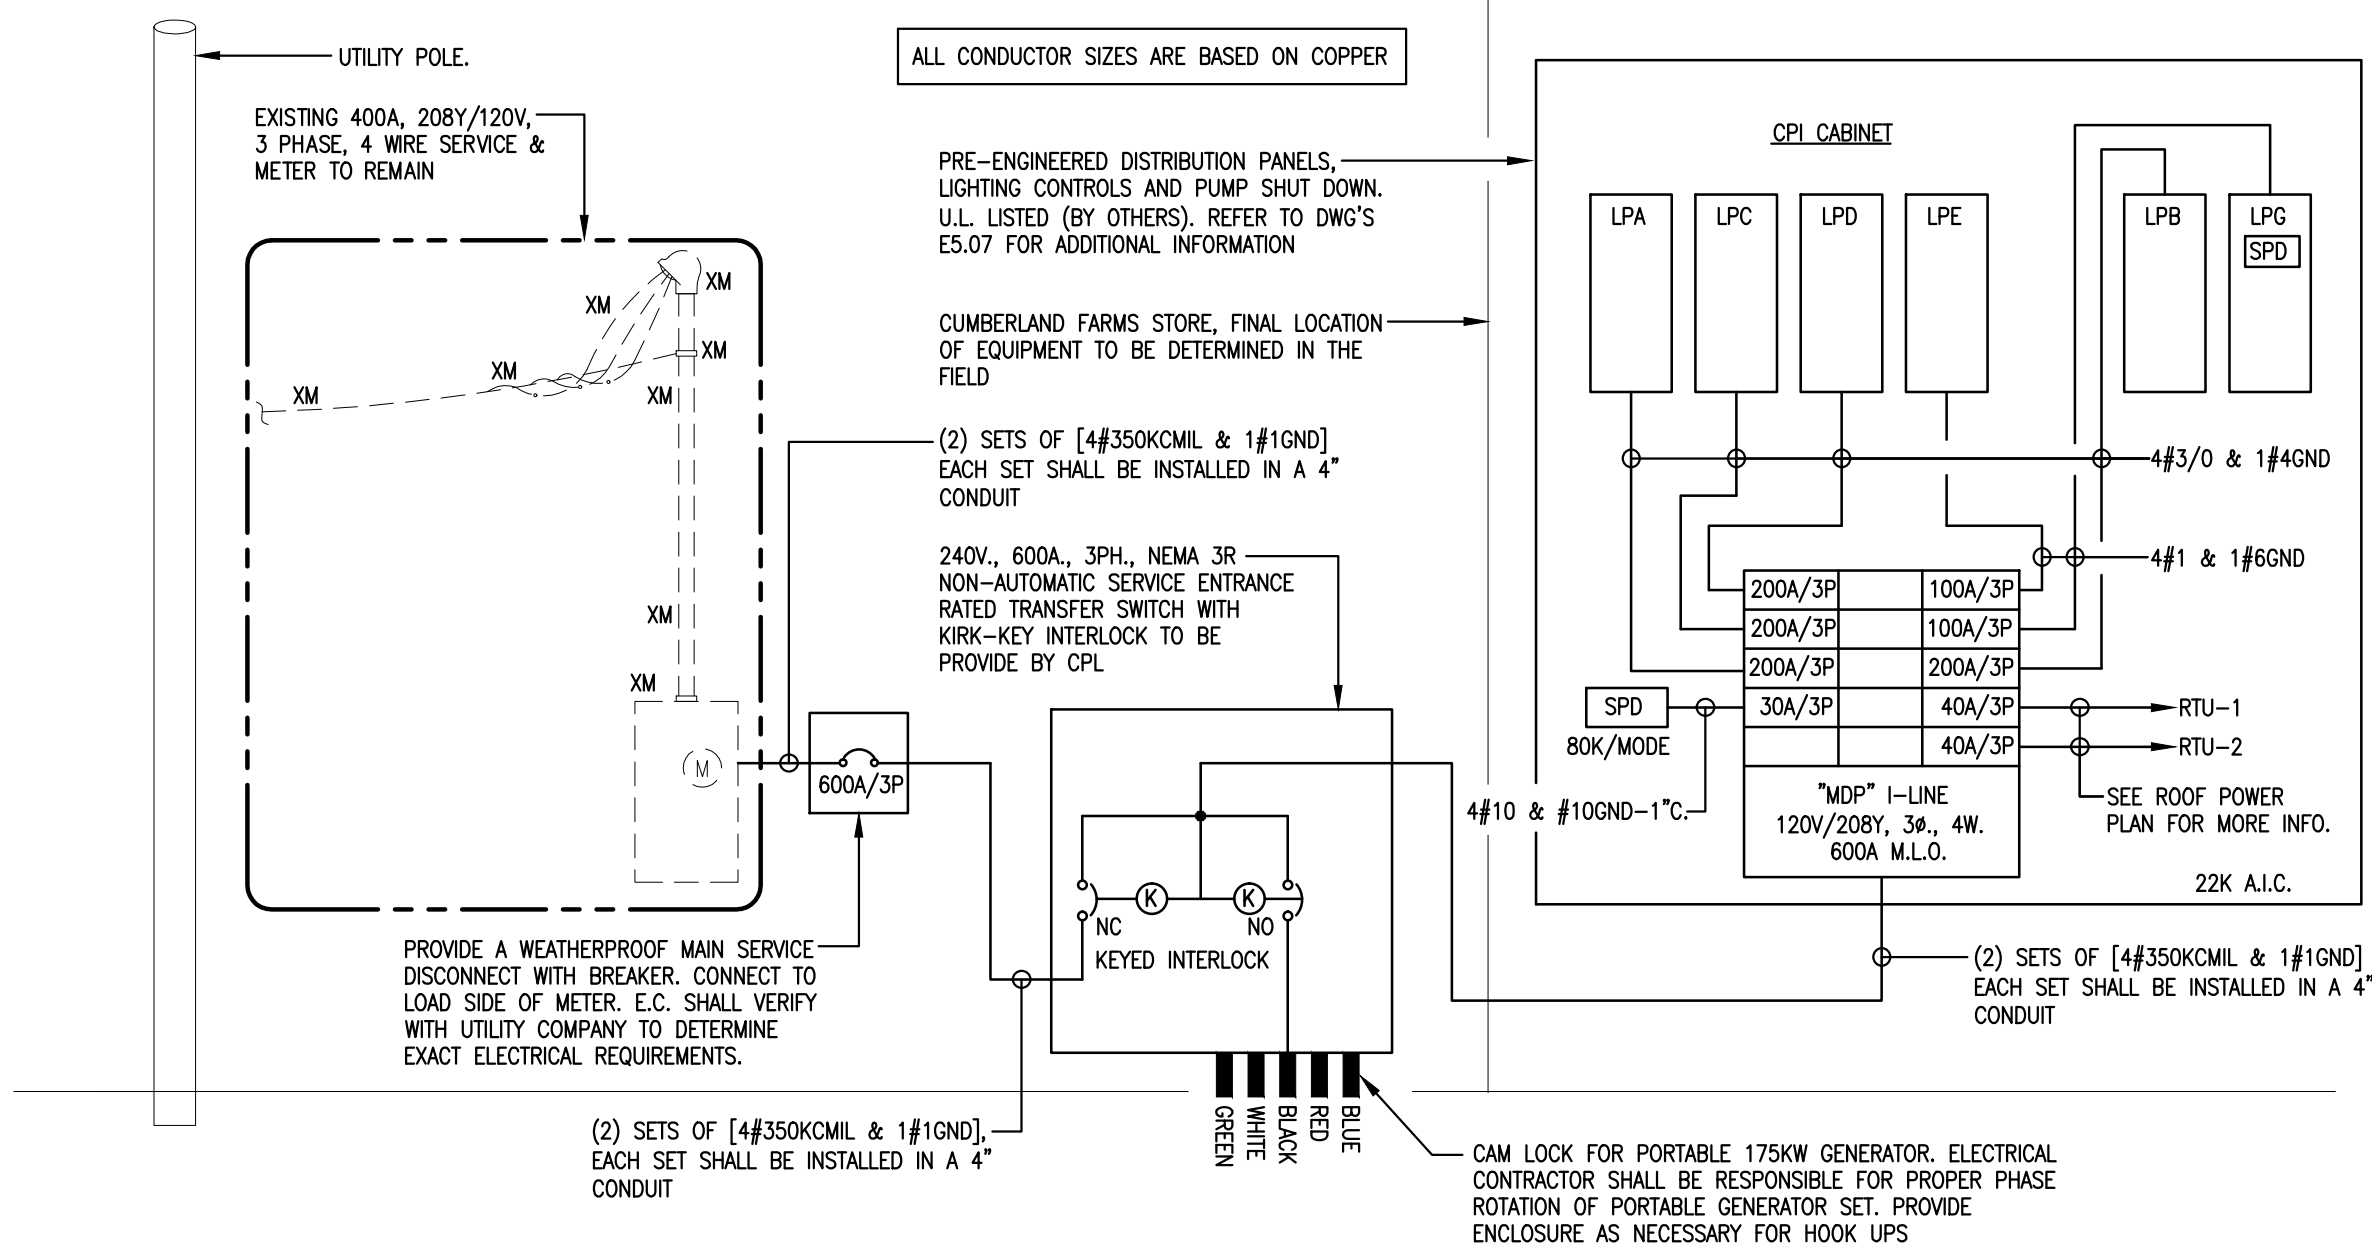 UTILITY POLE.
EXISTING 400A, 208Y/120V,
3 PHASE, 4 WIRE SERVICE &
METER TO REMAIN
XM
XM
XM
XM
XM
XM
XM
XM
M
600A/3P
PROVIDE A WEATHERPROOF MAIN SERVICE
DISCONNECT WITH BREAKER. CONNECT TO
LOAD SIDE OF METER. E.C. SHALL VERIFY
WITH UTILITY COMPANY TO DETERMINE
EXACT ELECTRICAL REQUIREMENTS.
(2) SETS OF [4#350KCMIL & 1#1GND],
EACH SET SHALL BE INSTALLED IN A 4"
CONDUIT
ALL CONDUCTOR SIZES ARE BASED ON COPPER
PRE-ENGINEERED DISTRIBUTION PANELS,
LIGHTING CONTROLS AND PUMP SHUT DOWN.
U.L. LISTED (BY OTHERS). REFER TO DWG'S
E5.07 FOR ADDITIONAL INFORMATION
CUMBERLAND FARMS STORE, FINAL LOCATION
OF EQUIPMENT TO BE DETERMINED IN THE
FIELD
(2) SETS OF [4#350KCMIL & 1#1GND]
EACH SET SHALL BE INSTALLED IN A 4"
CONDUIT
240V., 600A., 3PH., NEMA 3R
NON-AUTOMATIC SERVICE ENTRANCE
RATED TRANSFER SWITCH WITH
KIRK-KEY INTERLOCK TO BE
PROVIDE BY CPL
K
K
NC
NO
KEYED INTERLOCK
GREEN
WHITE
BLACK
RED
BLUE
CAM LOCK FOR PORTABLE 175KW GENERATOR. ELECTRICAL
CONTRACTOR SHALL BE RESPONSIBLE FOR PROPER PHASE
ROTATION OF PORTABLE GENERATOR SET. PROVIDE
ENCLOSURE AS NECESSARY FOR HOOK UPS
CPI CABINET
LPA
LPC
LPD
LPE
LPB
LPG
SPD
4#3/0 & 1#4GND
4#1 & 1#6GND
200A/3P
100A/3P
200A/3P
100A/3P
200A/3P
200A/3P
SPD
30A/3P
40A/3P
RTU-1
80K/MODE
40A/3P
RTU-2
4#10 & #10GND-1"C.
"MDP" I-LINE
120V/208Y, 3ø., 4W.
600A M.L.O.
SEE ROOF POWER
PLAN FOR MORE INFO.
22K A.I.C.
(2) SETS OF [4#350KCMIL & 1#1GND]
EACH SET SHALL BE INSTALLED IN A 4"
CONDUIT